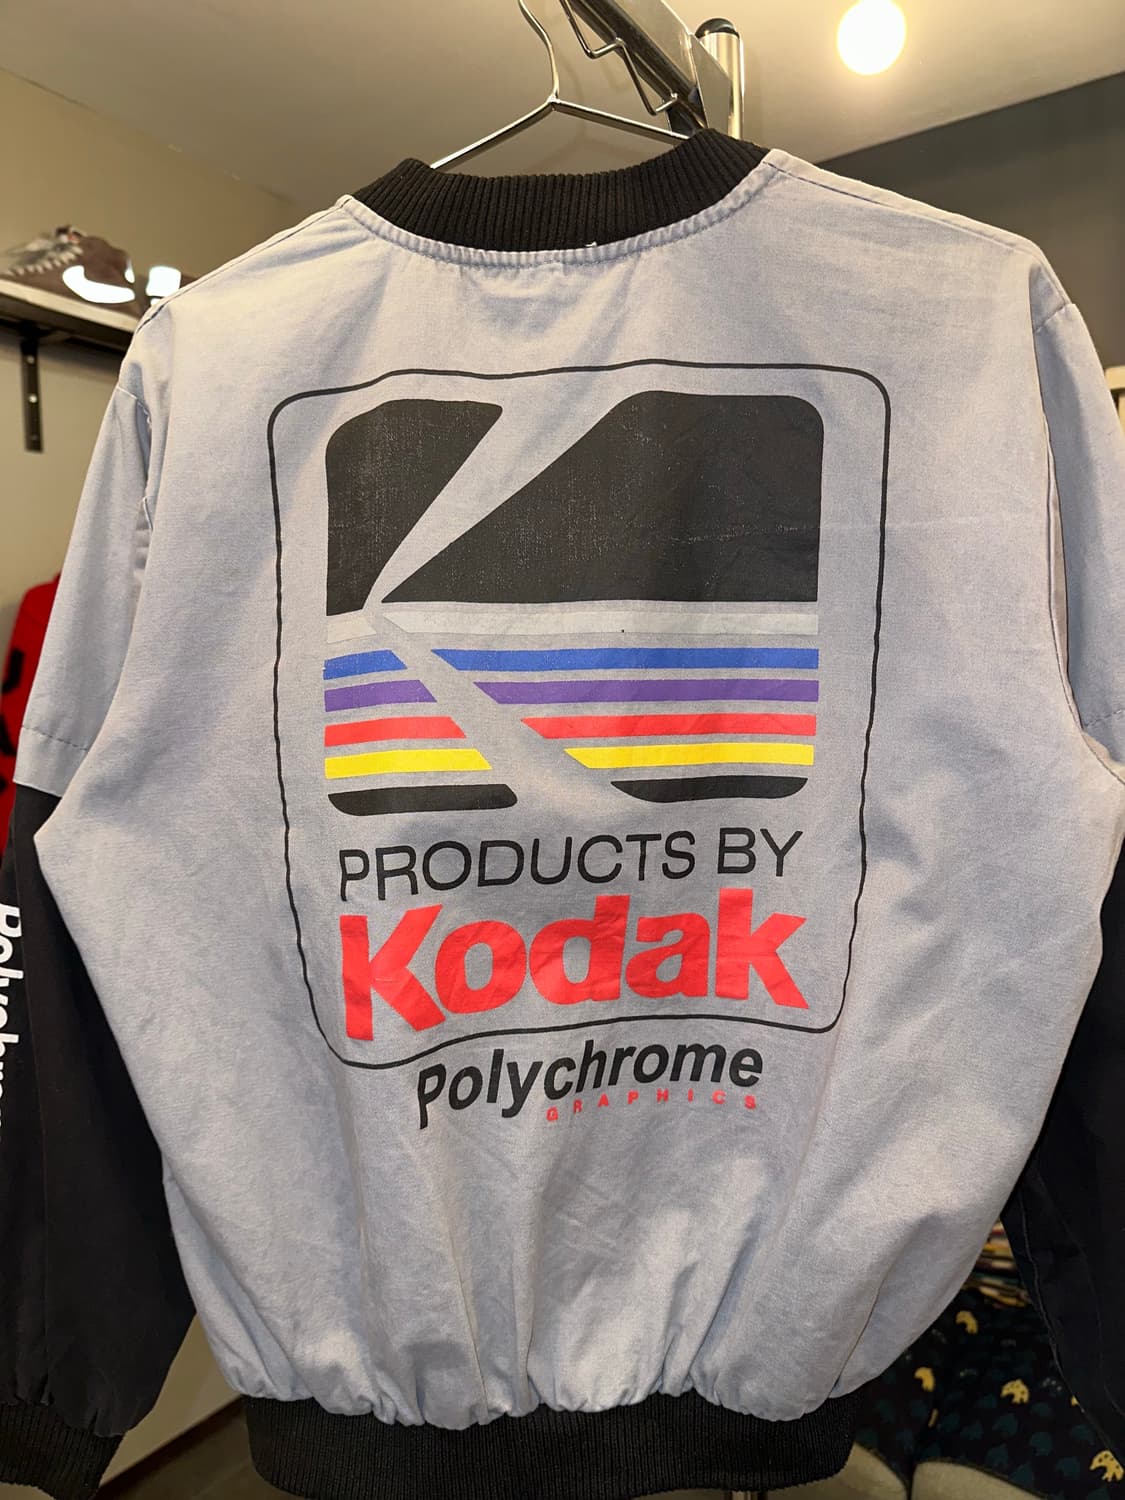 PRODUCTS BY
Kodak
Polychrome
GRAPHICS